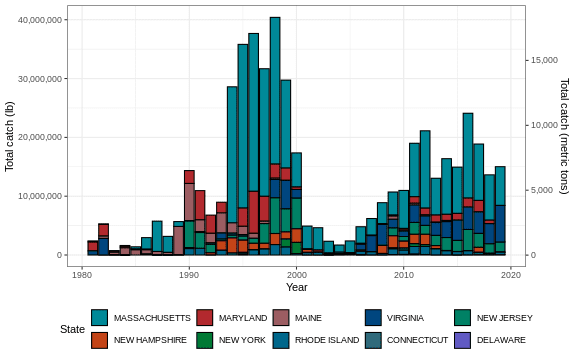 40,000,000
30,000,000
20,000,000
10,000,000
0
15,000
10,000
5,000
0
Total catch (lb)
Total catch (metric tons)
1980
1990
2000
2010
2020
Year
State
MASSACHUSETTS
MARYLAND
MAINE
VIRGINIA
NEW JERSEY
NEW HAMPSHIRE
NEW YORK
RHODE ISLAND
CONNECTICUT
DELAWARE